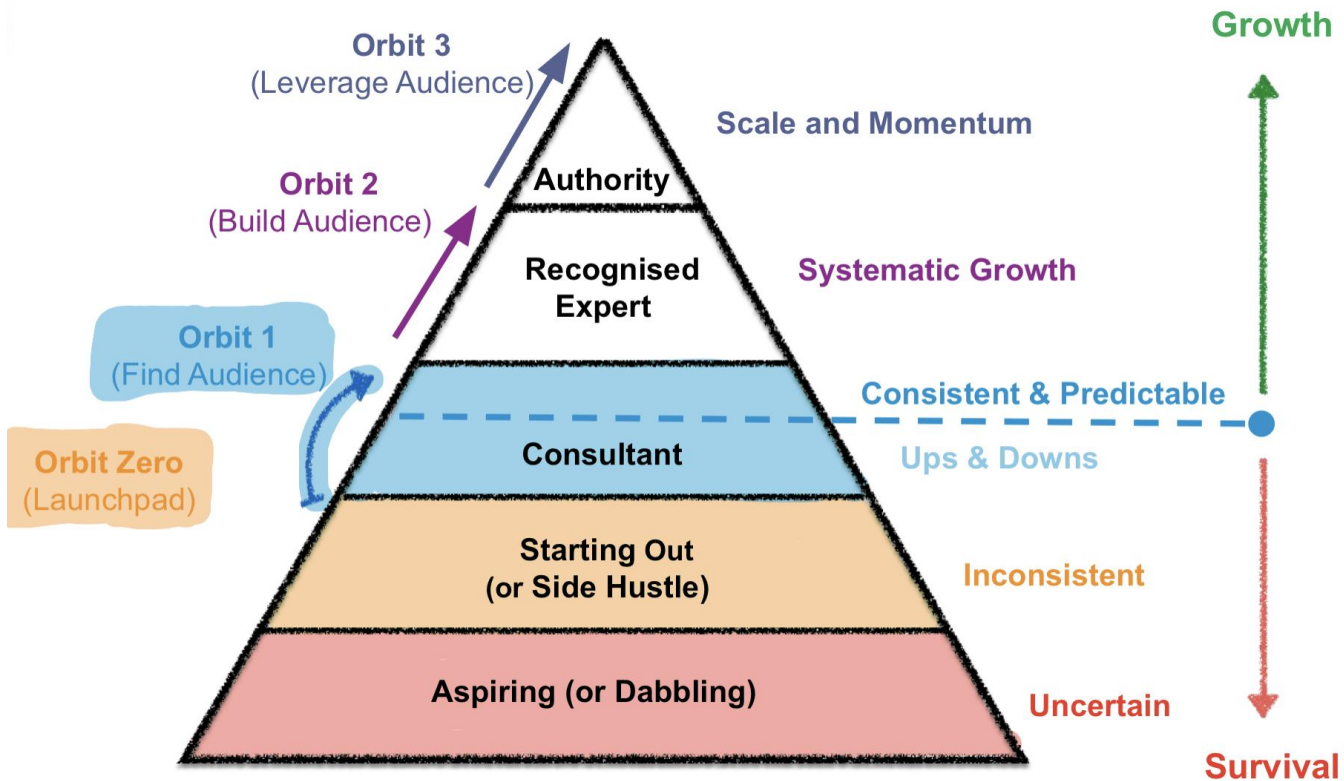 Growth
Orbit 3
(Leverage Audience)
Scale and Momentum
Authority
Orbit 2
(Build Audience)
Recognised
Expert
Systematic Growth
Orbit 1
(Find Audience)
Consistent & Predictable
Consultant
Ups & Downs
Orbit Zero
(Launchpad)
Starting Out
(or Side Hustle)
Inconsistent
Aspiring (or Dabbling)
Uncertain
Survival